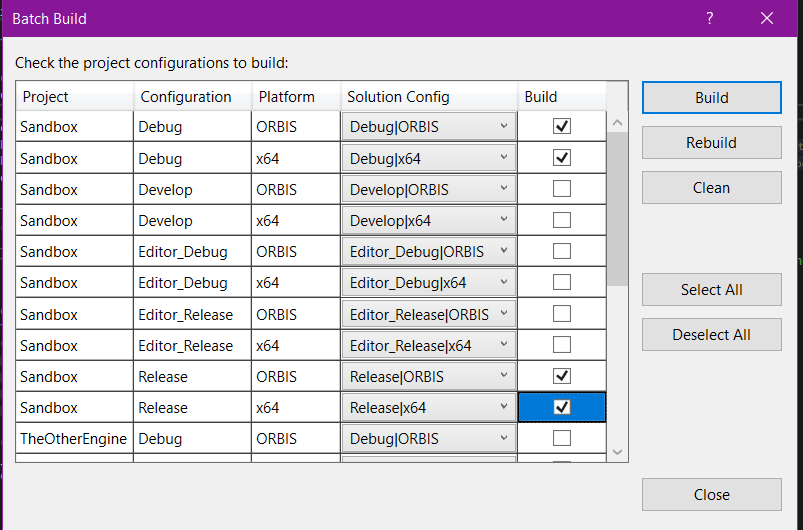 Batch Build
Check the project configurations to build:
Project Configuration Platform Solution Config Build
Sandbox Debug ORBIS Debug|ORBIS
Sandbox Debug x64 Debug|x64
Sandbox Develop ORBIS Develop|ORBIS
Sandbox Develop x64 Develop|x64
Sandbox Editor_Debug ORBIS Editor_Debug|ORBIS
Sandbox Editor_Debug x64 Editor_Debug|x64
Sandbox Editor_Release ORBIS Editor_Release|ORBIS
Sandbox Editor_Release x64 Editor_Release|x64
Sandbox Release ORBIS Release|ORBIS
Sandbox Release x64 Release|x64
TheOtherEngine Debug ORBIS Debug|ORBIS
Build
Rebuild
Clean
Select All
Deselect All
Close